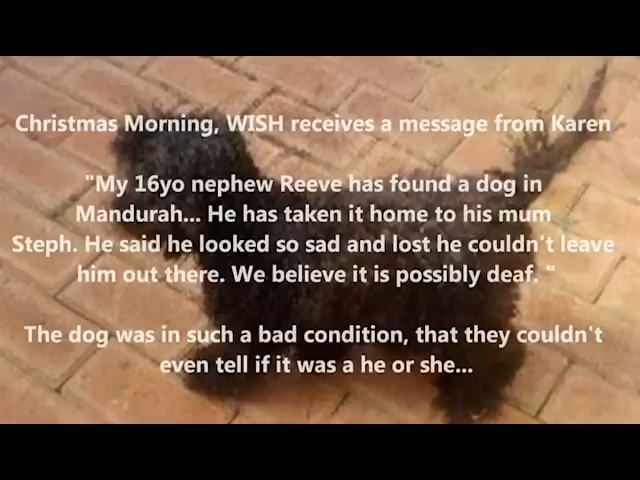 Christmas Morning, WISH receives a message from Karen
"My 16yo nephew Reeve has found a dog in
Mandurah... He has taken it home to his mum
Steph. He said he looked so sad and lost he couldn't leave
him out there. We believe it is possibly deaf. "
The dog was in such a bad condition, that they couldn't
even tell if it was a he or she...